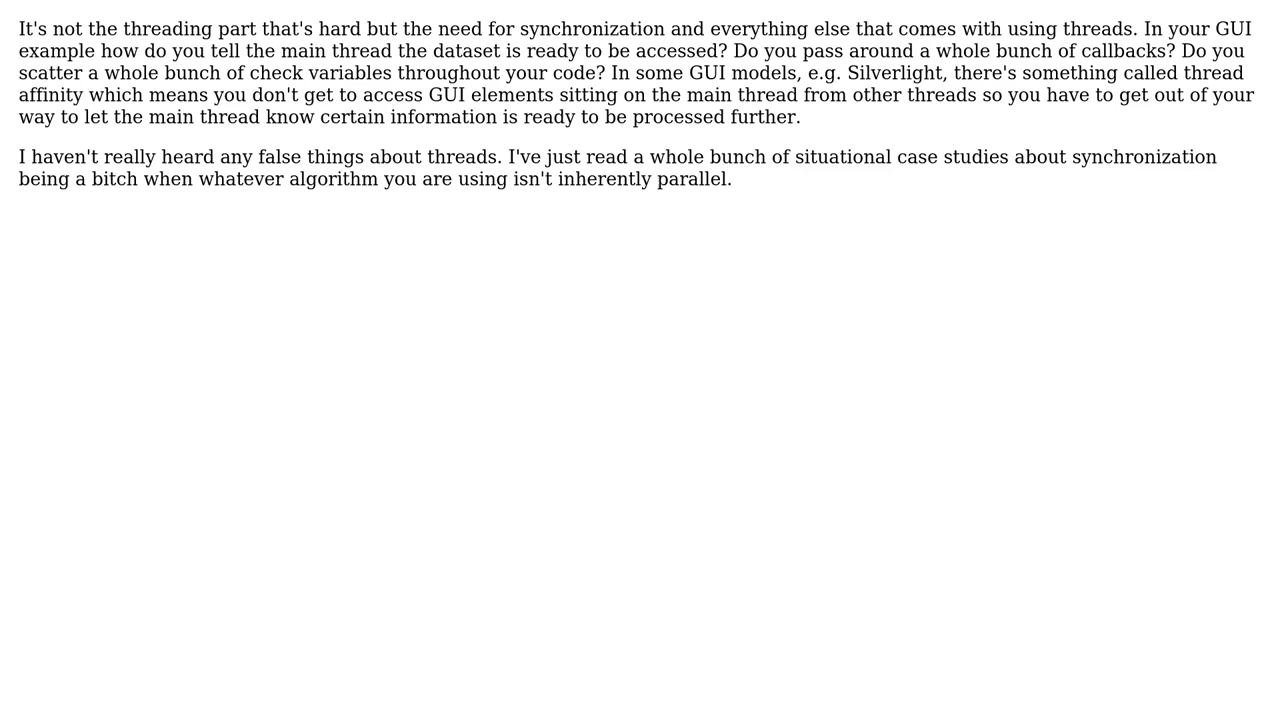 It's not the threading part that's hard but the need for synchronization and everything else that comes with using threads. In your GUI
example how do you tell the main thread the dataset is ready to be accessed? Do you pass around a whole bunch of callbacks? Do you
scatter a whole bunch of check variables throughout your code? In some GUI models, e.g. Silverlight, there's something called thread
affinity which means you don't get to access GUI elements sitting on the main thread from other threads so you have to get out of your
way to let the main thread know certain information is ready to be processed further.
I haven't really heard any false things about threads. I've just read a whole bunch of situational case studies about synchronization
being a bitch when whatever algorithm you are using isn't inherently parallel.